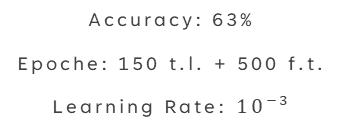 Accuracy: 63%
Epoche: 150 t.l. + 500 f.t.
Learning Rate: 10⁻³